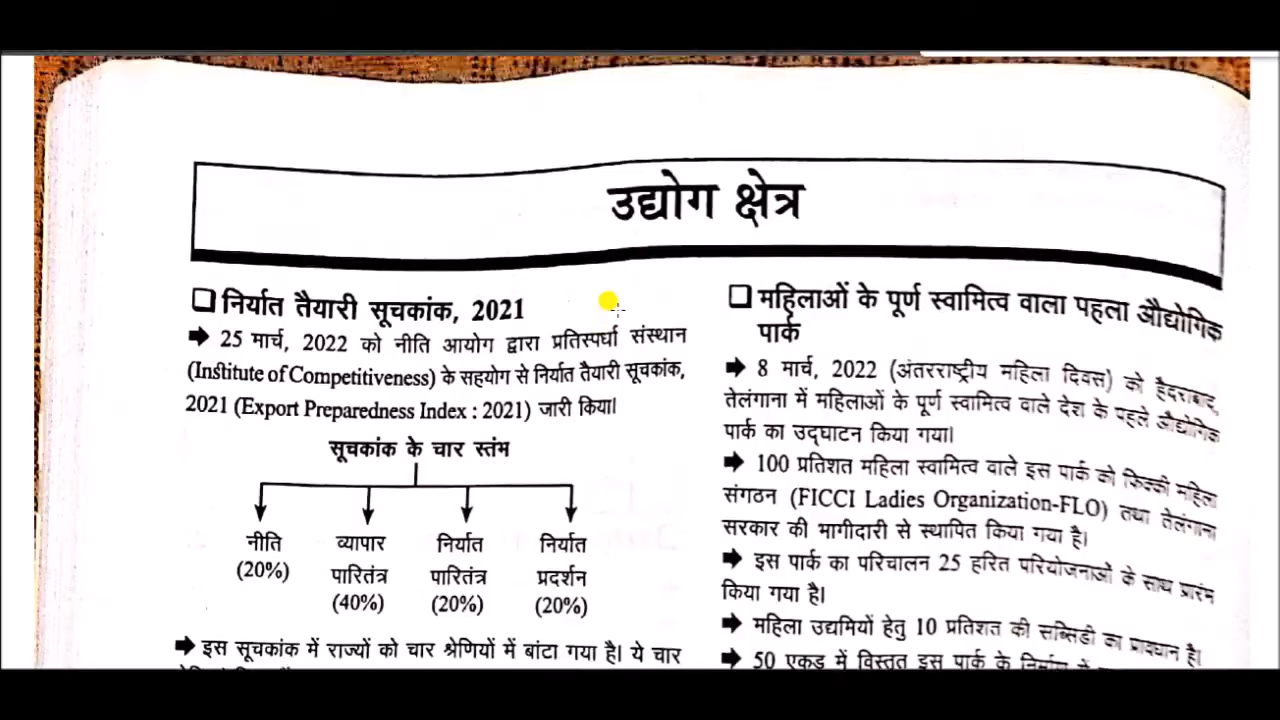 उद्योग क्षेत्र
❑ निर्यात तैयारी सूचकांक, 2021
➡ 25 मार्च, 2022 को नीति आयोग द्वारा प्रतिस्पर्धा संस्थान
(Institute of Competitiveness) के सहयोग से निर्यात तैयारी सूचकांक,
2021 (Export Preparedness Index : 2021) जारी किया।
सूचकांक के चार स्तंभ
नीति
(20%)
व्यापार
पारितंत्र
(40%)
निर्यात
पारितंत्र
(20%)
निर्यात
प्रदर्शन
(20%)
➡ इस सूचकांक में राज्यों को चार श्रेणियों में बांटा गया है। ये चार
❑ महिलाओं के पूर्ण स्वामित्व वाला पहला औद्योगिक
पार्क
➡ 8 मार्च, 2022 (अंतरराष्ट्रीय महिला दिवस) को हैदराबाद,
तेलंगाना में महिलाओं के पूर्ण स्वामित्व वाले देश के पहले औद्योगिक
पार्क का उद्घाटन किया गया।
➡ 100 प्रतिशत महिला स्वामित्व वाले इस पार्क को फिक्की महिला
संगठन (FICCI Ladies Organization-FLO) तथा तेलंगाना
सरकार की भागीदारी से स्थापित किया गया है।
➡ इस पार्क का परिचालन 25 हरित परियोजनाओं के साथ प्रारंभ
किया गया है।
➡ महिला उद्यमियों हेतु 10 प्रतिशत की सब्सिडी का प्रावधान है।
➡ 50 एकड़ में विस्तृत इस पार्क के निर्माण में